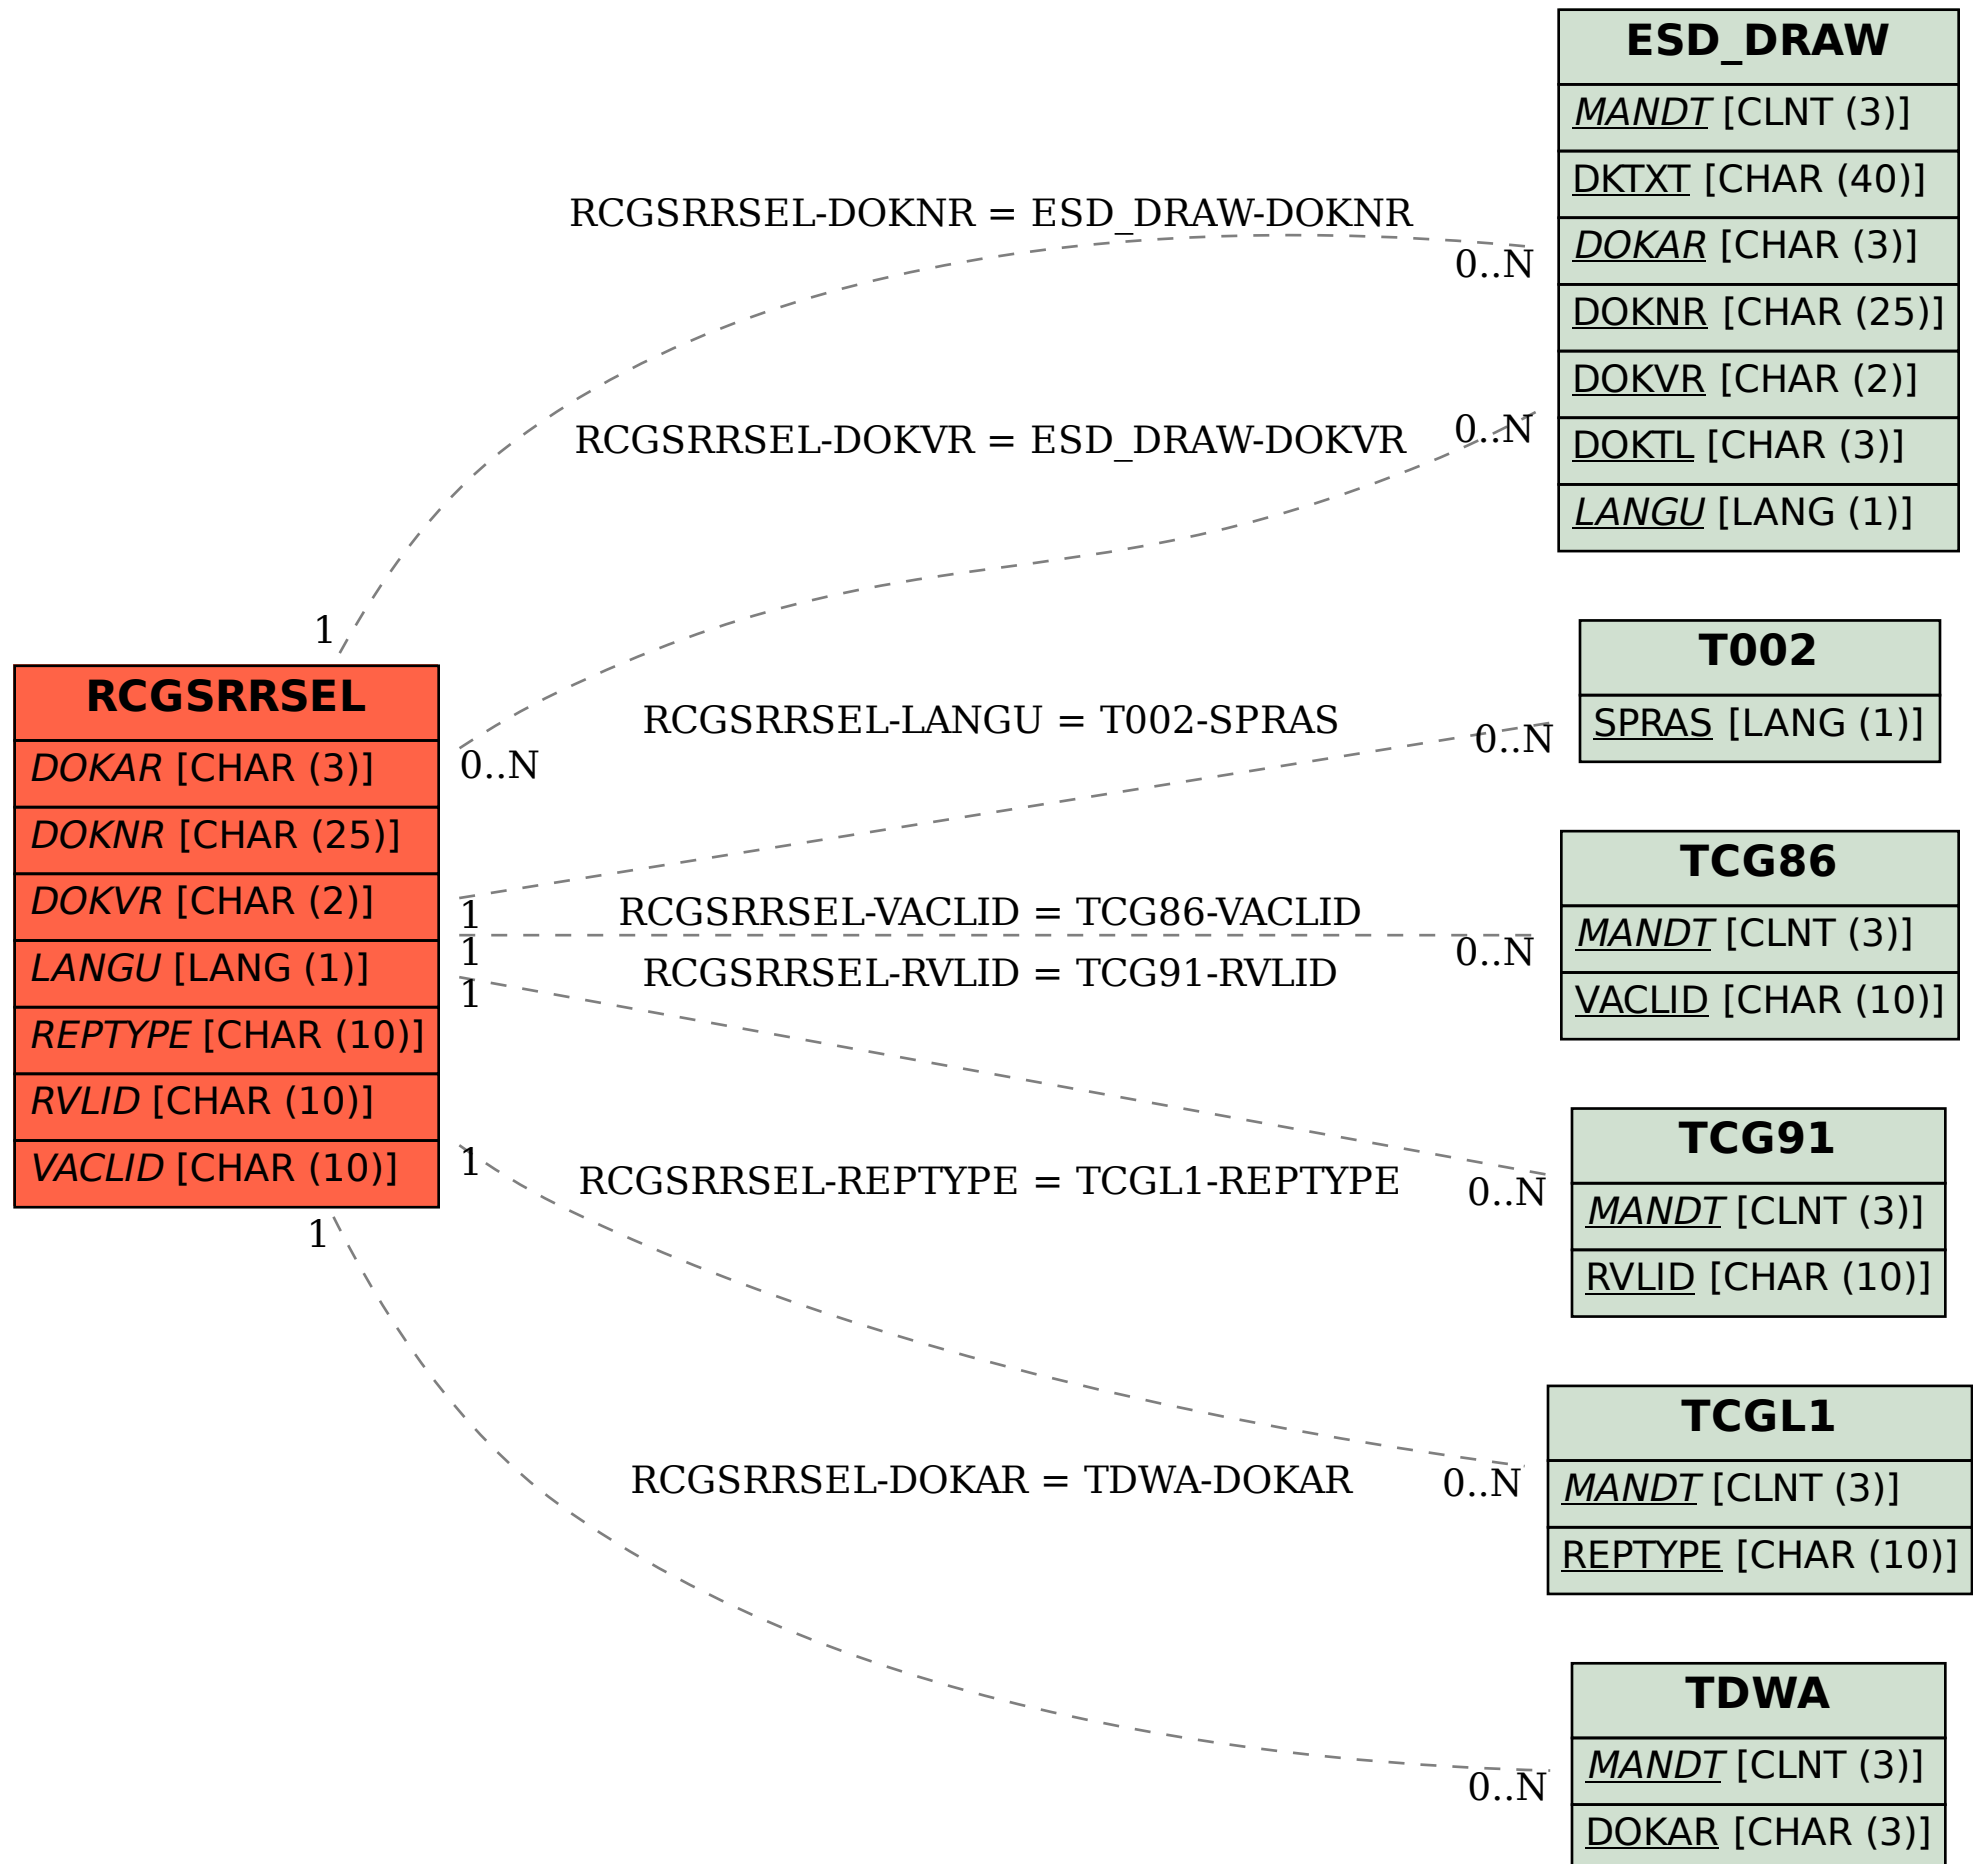 ESD_DRAW
MANDT [CLNT (3)]
DKTXT [CHAR (40)]
DOKAR [CHAR (3)]
DOKNR [CHAR (25)]
DOKVR [CHAR (2)]
DOKTL [CHAR (3)]
LANGU [LANG (1)]
RCGSRRSEL-DOKNR = ESD_DRAW-DOKNR
0..N
1
RCGSRRSEL-DOKVR = ESD_DRAW-DOKVR
0..N
0..N
RCGSRRSEL
DOKAR [CHAR (3)]
DOKNR [CHAR (25)]
DOKVR [CHAR (2)]
LANGU [LANG (1)]
REPTYPE [CHAR (10)]
RVLID [CHAR (10)]
VACLID [CHAR (10)]
RCGSRRSEL-LANGU = T002-SPRAS
0..N
1
T002
SPRAS [LANG (1)]
RCGSRRSEL-VACLID = TCG86-VACLID
0..N
1
TCG86
MANDT [CLNT (3)]
VACLID [CHAR (10)]
RCGSRRSEL-RVLID = TCG91-RVLID
0..N
1
TCG91
MANDT [CLNT (3)]
RVLID [CHAR (10)]
RCGSRRSEL-REPTYPE = TCGL1-REPTYPE
0..N
1
TCGL1
MANDT [CLNT (3)]
REPTYPE [CHAR (10)]
RCGSRRSEL-DOKAR = TDWA-DOKAR
0..N
1
TDWA
MANDT [CLNT (3)]
DOKAR [CHAR (3)]